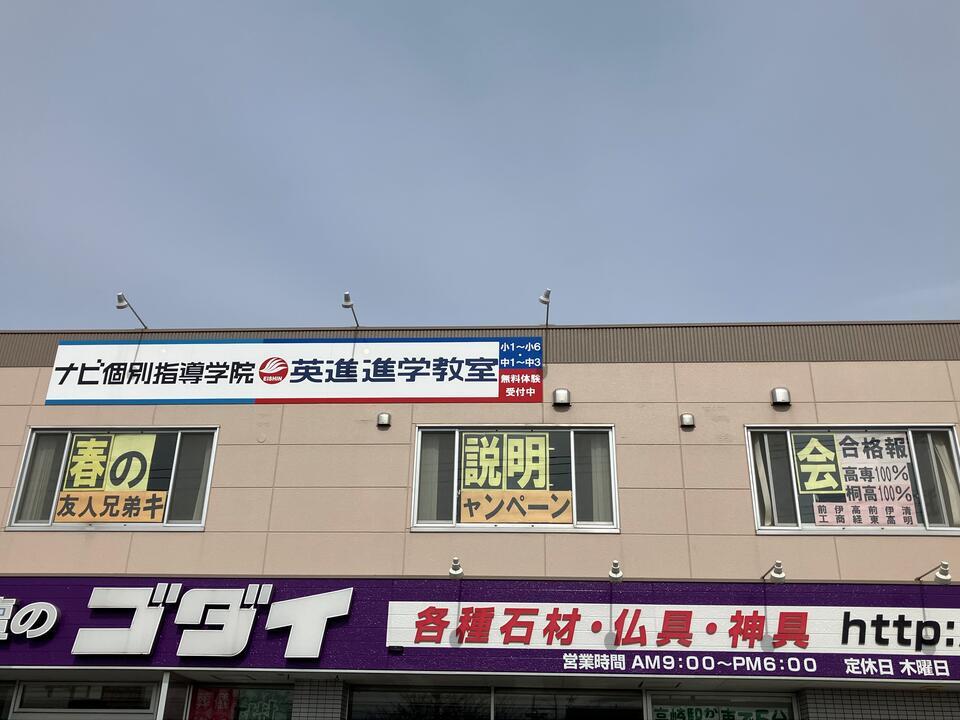 ナビ個別指導学院 EISHIN 英進進学教室
小1～小6
・
中1～中3
無料体験
受付中
春の
友人兄弟キ
説明
ャンペーン
会
合格報
高専100%
桐高100%
前伊高前伊清
工商経東高明
の ゴダイ
各種石材・仏具・神具
http:
営業時間 AM9:00～PM6:00 定休日 木曜日